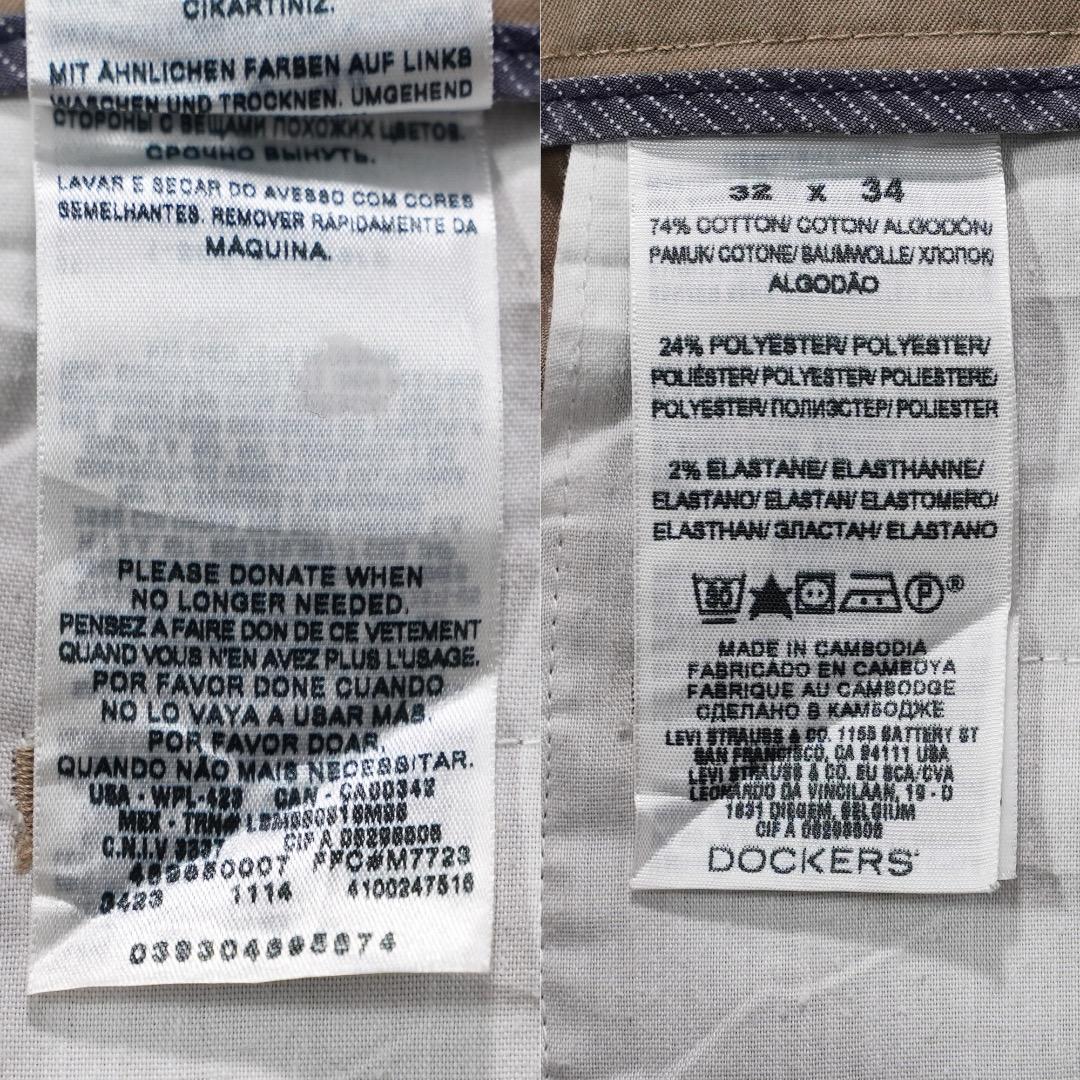 ÇIKARTINIZ.
MIT ÄHNLICHEN FARBEN AUF LINKS
WASCHEN UND TROCKNEN. UMGEHEND
СТОРОНЫ С ВЕЩАМИ ПОХОЖИХ ЦВЕТОВ.
СРОЧНО ВЫНУТЬ.
LAVAR E SECAR DO AVESSO COM CORES
SEMELHANTES. REMOVER RAPIDAMENTE DA
MÁQUINA.
PLEASE DONATE WHEN
NO LONGER NEEDED.
PENSEZ A FAIRE DON DE CE VETEMENT
QUAND VOUS N'EN AVEZ PLUS L'USAGE.
POR FAVOR DONE CUANDO
NO LO VAYA A USAR MÁS.
POR FAVOR DOAR,
QUANDO NÃO MAIS NECESSITAR.
USA - WPL-423 CAN - CA00342
MEX - TRN#
C.N.I.V CIF A
FFC#M7723
1114 4100247516
32 X 34
74% COTTON/ COTON/ ALGODÓN/
PAMUK/ COTONE/ BAUMWOLLE/ ХЛОПОК/
ALGODÃO
24% POLYESTER/ POLYESTER/
POLIÉSTER/ POLYESTER/ POLIESTERE/
POLYESTER/ ПОЛИЭСТЕР/ POLIESTER
2% ELASTANE/ ELASTHANNE/
ELASTANO/ ELASTAN/ ELASTOMERO/
ELASTHAN/ ЭЛАСТАН/ ELASTANO
P ®
MADE IN CAMBODIA
FABRICADO EN CAMBOYA
FABRIQUE AU CAMBODGE
СДЕЛАНО В КАМБОДЖЕ
LEVI STRAUSS & CO. 1155 BATTERY ST
SAN FRANCISCO, CA 94111 USA
LEVI STRAUSS & CO. EU SCA/CVA
LEONARDO DA VINCILAAN, 19 - D
1831 DIEGEM, BELGIUM
CIF A
DOCKERS®